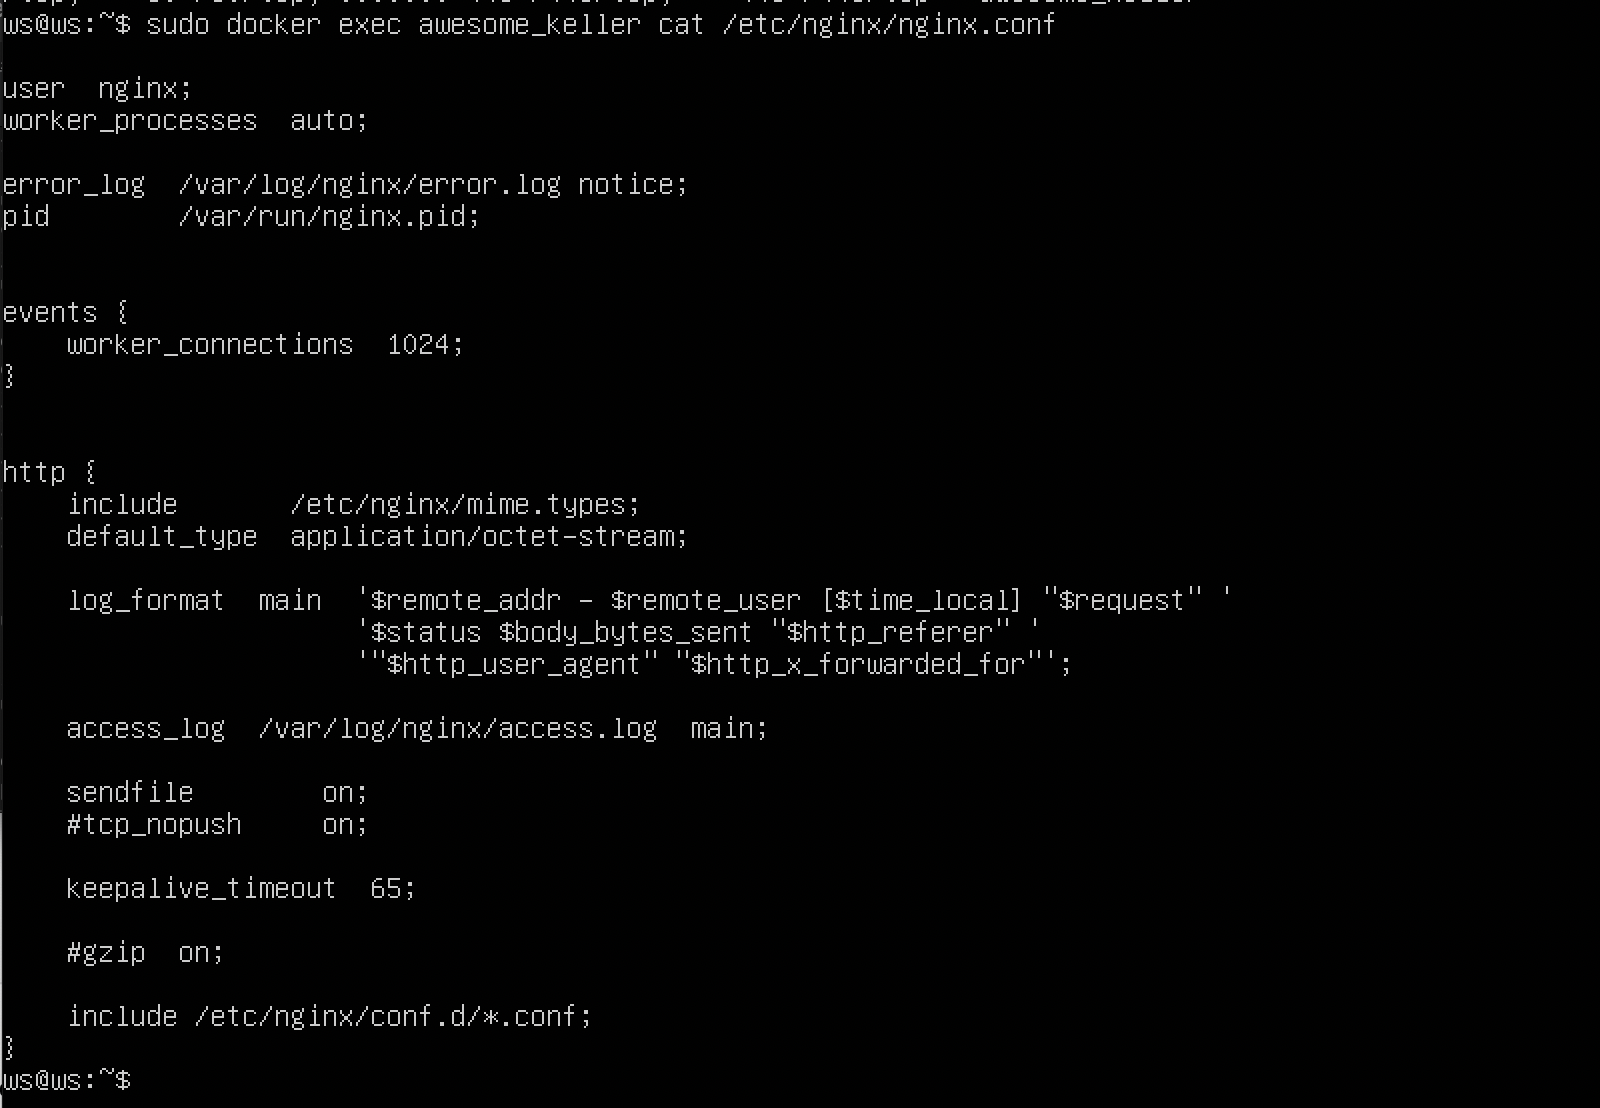 ws@ws:~$ sudo docker exec awesome_keller cat /etc/nginx/nginx.conf
user  nginx;
worker_processes  auto;
error_log  /var/log/nginx/error.log notice;
pid        /var/run/nginx.pid;
events {
    worker_connections  1024;
}
http {
    include       /etc/nginx/mime.types;
    default_type  application/octet-stream;
    log_format  main  '$remote_addr - $remote_user [$time_local] "$request" '
                      '$status $body_bytes_sent "$http_referer" '
                      '"$http_user_agent" "$http_x_forwarded_for"';
    access_log  /var/log/nginx/access.log  main;
    sendfile        on;
    #tcp_nopush     on;
    keepalive_timeout  65;
    #gzip  on;
    include /etc/nginx/conf.d/*.conf;
}
ws@ws:~$